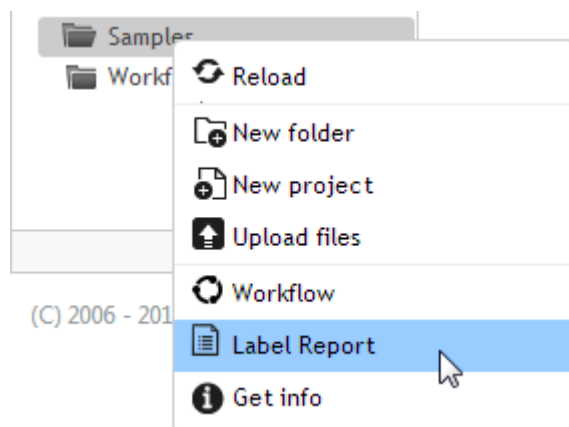 Samples
Workf
Reload
New folder
New project
Upload files
Workflow
(C) 2006 - 201
Label Report
Get info